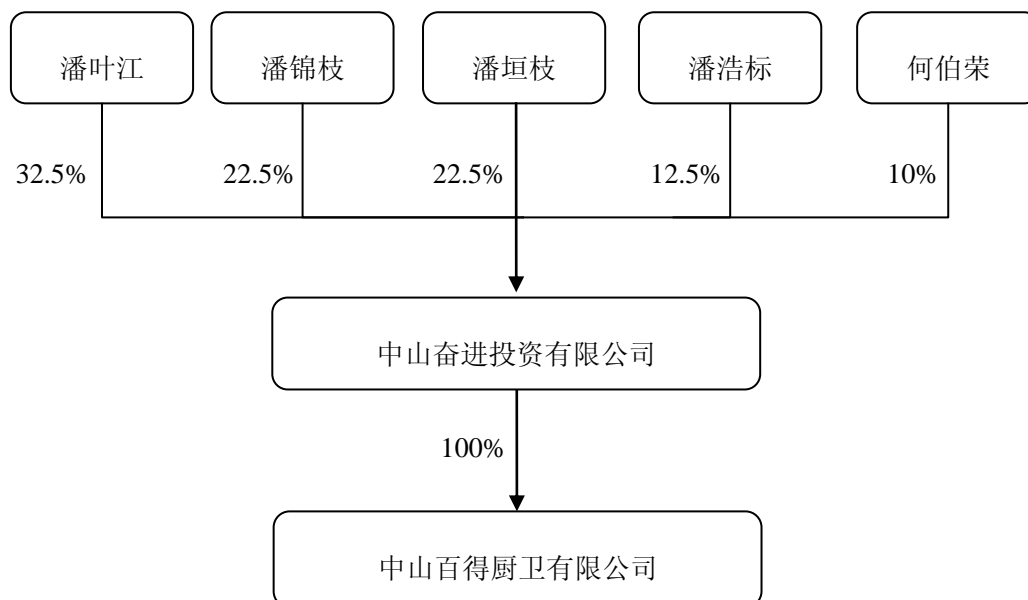 潘叶江
潘锦枝
潘垣枝
潘浩标
何伯荣
32.5%
22.5%
22.5%
12.5%
10%
中山奋进投资有限公司
100%
中山百得厨卫有限公司